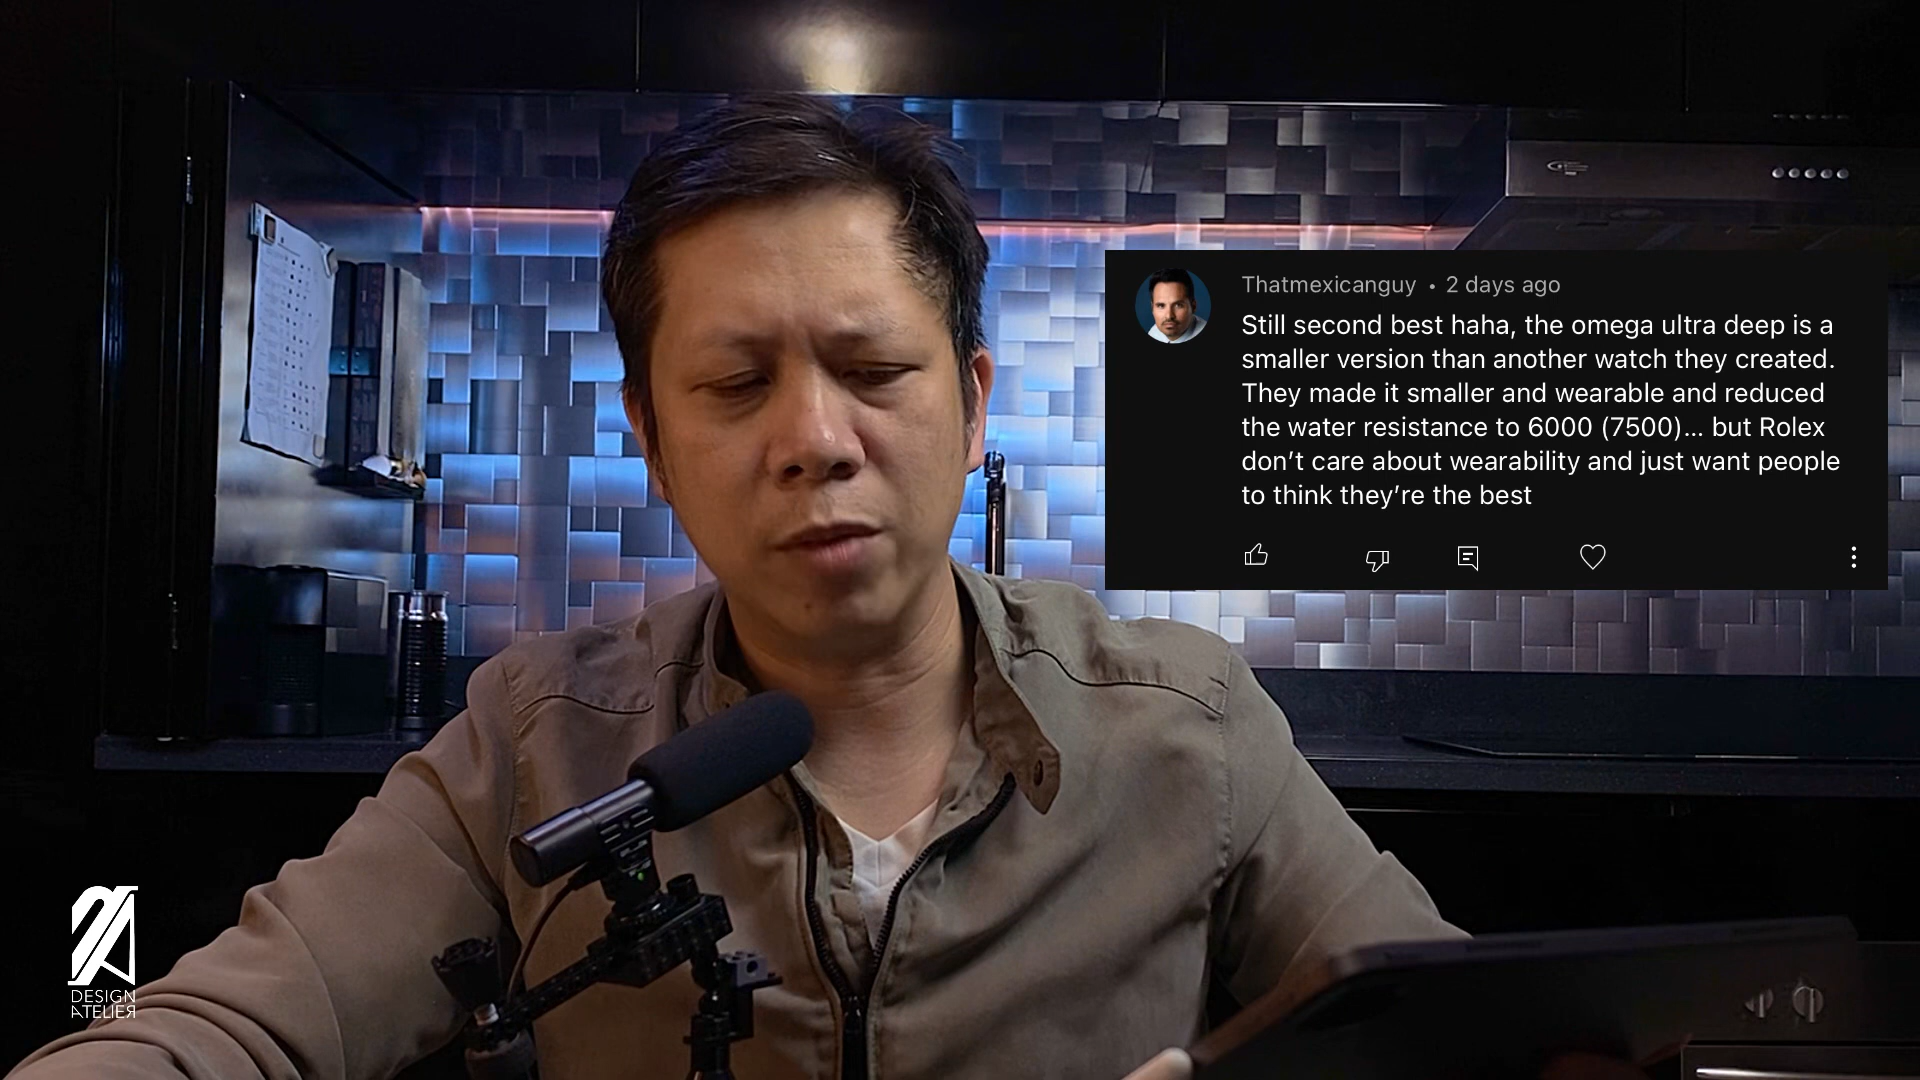 Thatmexicanguy • 2 days ago
Still second best haha, the omega ultra deep is a
smaller version than another watch they created.
They made it smaller and wearable and reduced
the water resistance to 6000 (7500)... but Rolex
don't care about wearability and just want people
to think they're the best
DESIGN
ATELIER